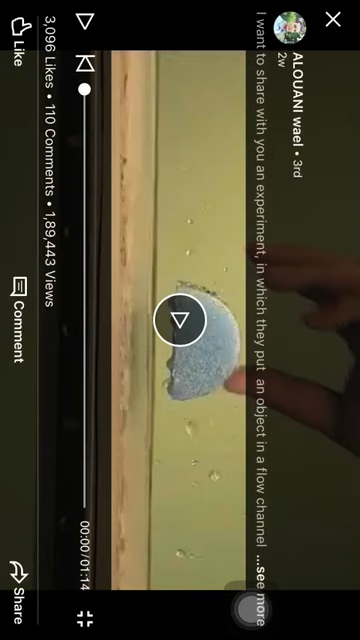 ALOUANI wael • 3rd
2w
I want to share with you an experiment, in which they put an object in a flow channel ...see more
00:00/01:14
3,096 Likes • 110 Comments • 1,89,443 Views
Like
Comment
Share